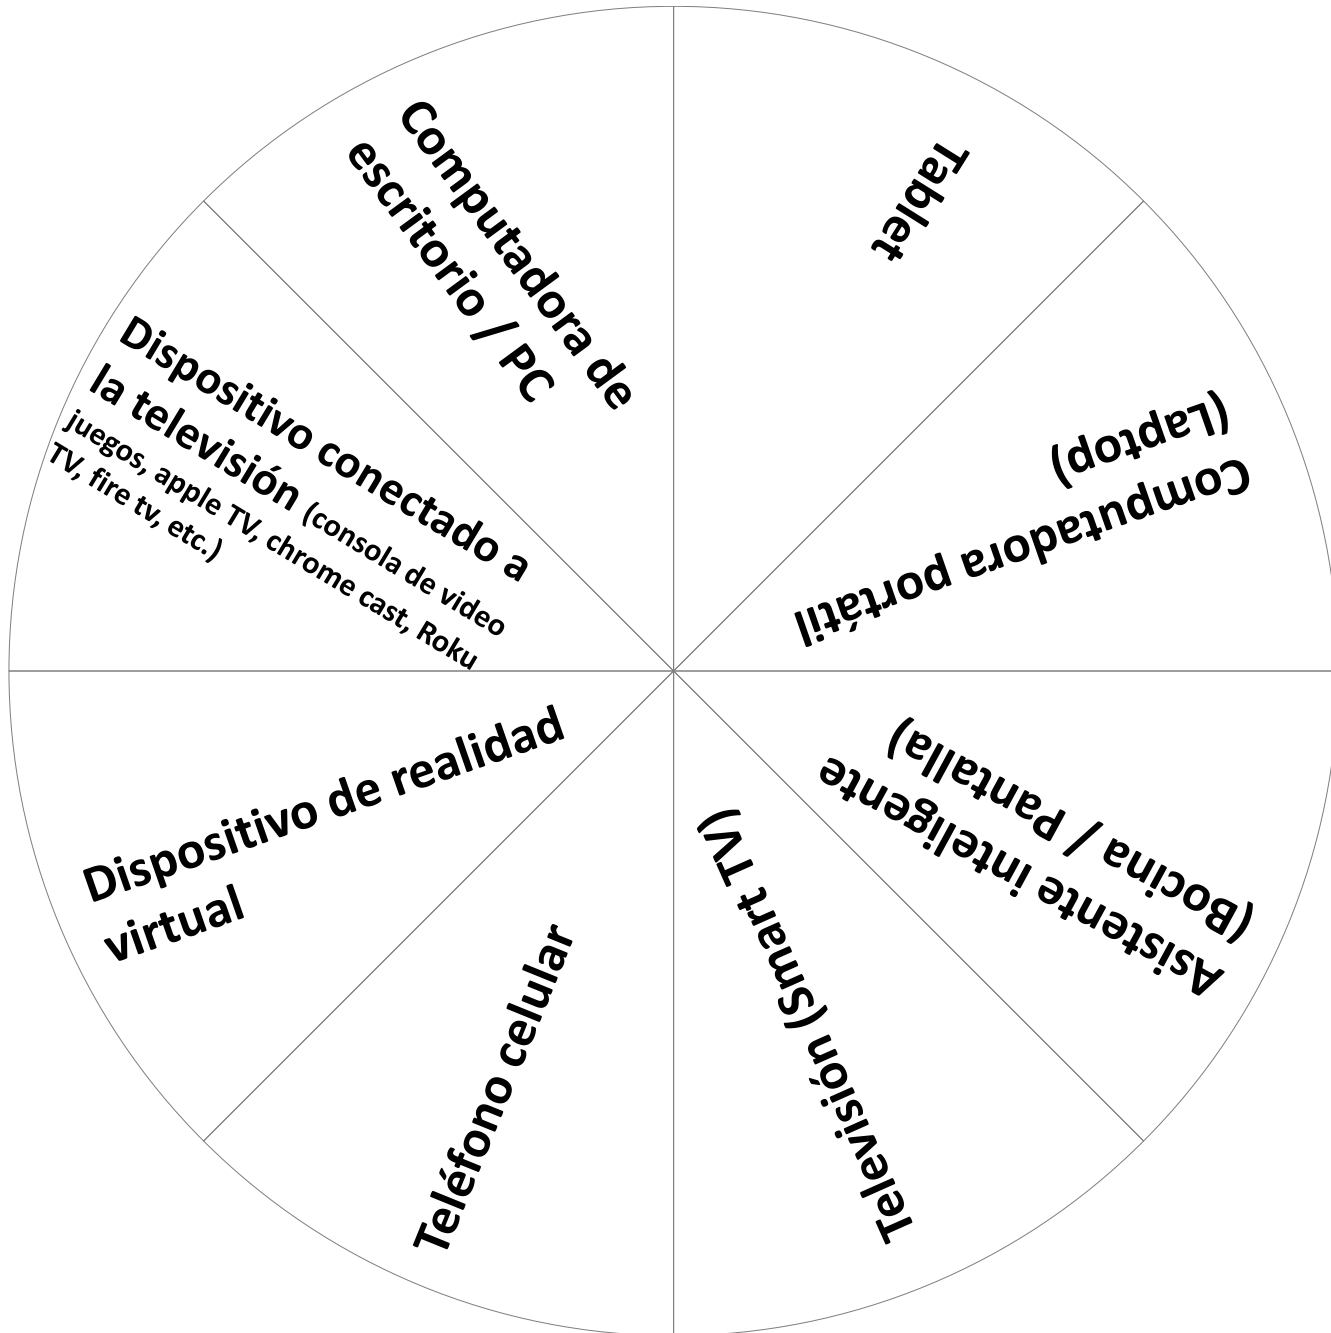 Tablet
Computadora portátil
(Laptop)
Asistente inteligente
(Bocina / Pantalla)
Televisión (Smart TV)
Teléfono celular
Dispositivo de realidad
virtual
Dispositivo conectado a
la televisión (consola de video
juegos, apple TV, chrome cast, Roku
TV, fire tv, etc.)
Computadora de
escritorio / PC